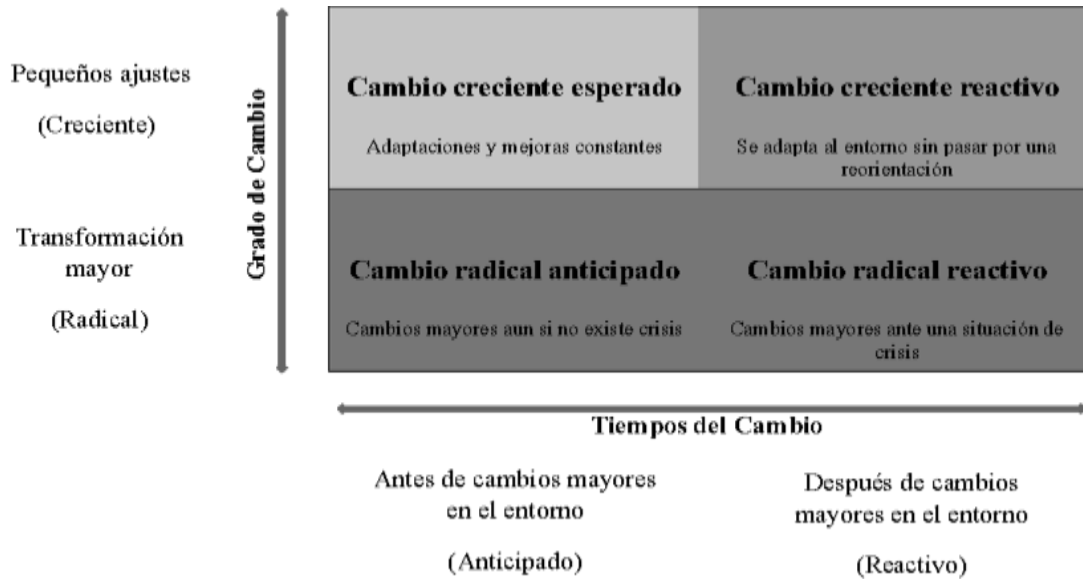 Pequeños ajustes
(Creciente)
Transformación
mayor
(Radical)
Grado de Cambio
Cambio creciente esperado
Adaptaciones y mejoras constantes
Cambio creciente reactivo
Se adapta al entorno sin pasar por una
reorientación
Cambio radical anticipado
Cambios mayores aun si no existe crisis
Cambio radical reactivo
Cambios mayores ante una situación de
crisis
Tiempos del Cambio
Antes de cambios mayores
en el entorno
(Anticipado)
Después de cambios
mayores en el entorno
(Reactivo)